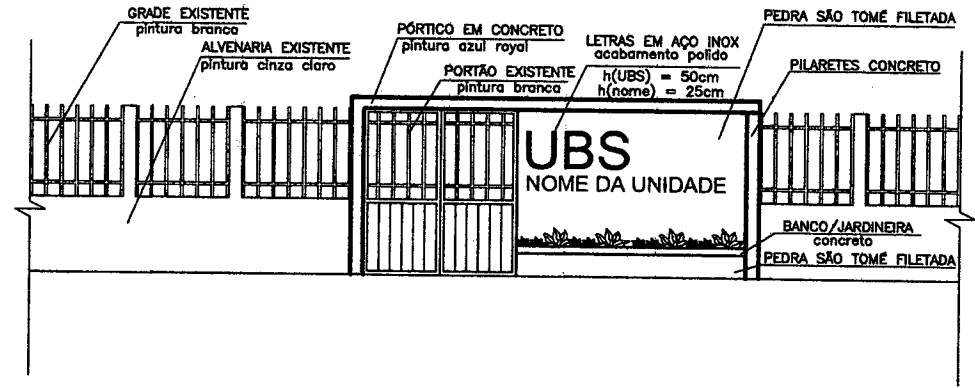 GRADE EXISTENTE
pintura branca
ALVENARIA EXISTENTE
pintura cinza claro
PÓRTICO EM CONCRETO
pintura azul royal
PORTÃO EXISTENTE
pintura branca
LETRAS EM AÇO INOX
acabamento polido
h(UBS) = 50cm
h(nome) = 25cm
PEDRA SÃO TOMÉ FILETADA
PILARETES CONCRETO
UBS
NOME DA UNIDADE
BANCO/JARDINEIRA
concreto
PEDRA SÃO TOMÉ FILETADA